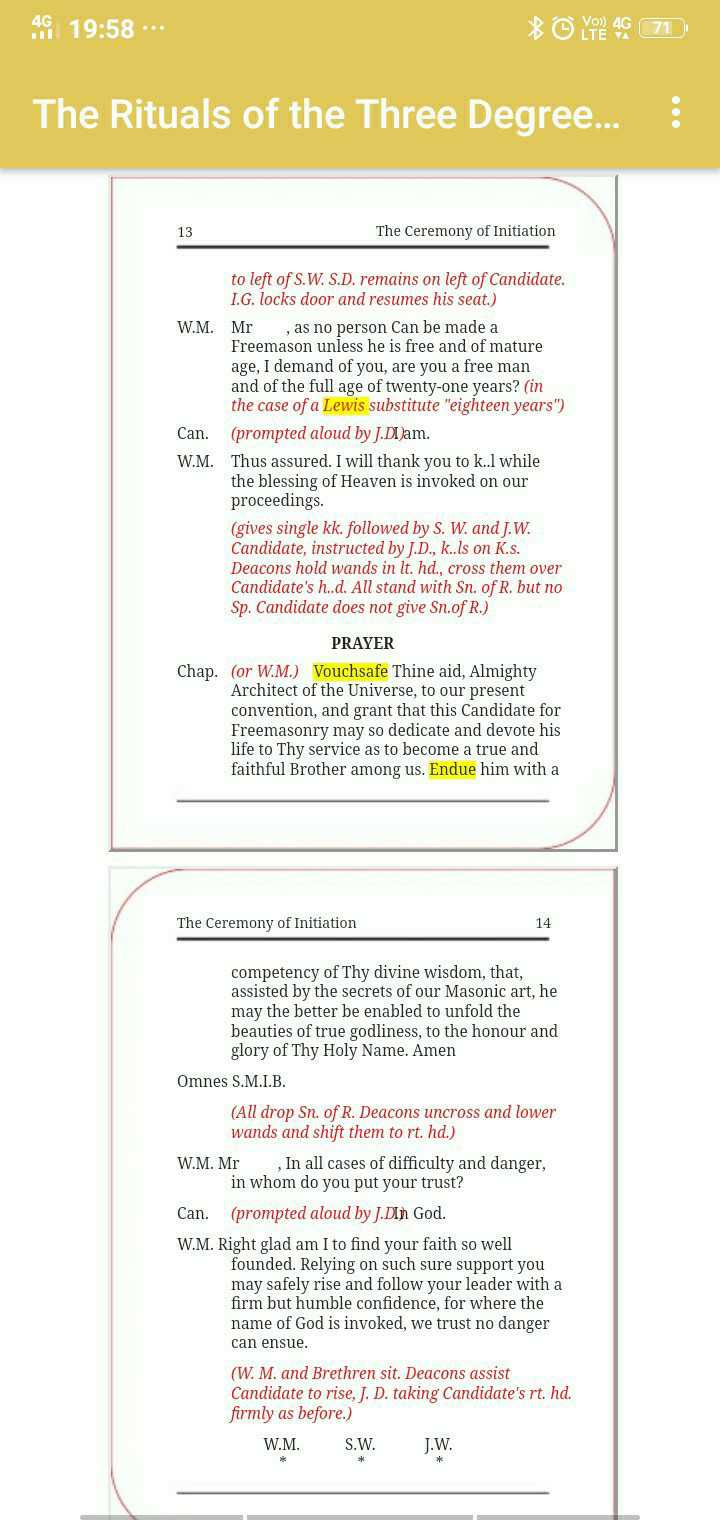 4G 19:58 ... Vo)) LTE 4G 71
The Rituals of the Three Degree...
13 The Ceremony of Initiation
to left of S.W. S.D. remains on left of Candidate.
I.G. locks door and resumes his seat.)
W.M. Mr , as no person Can be made a
Freemason unless he is free and of mature
age, I demand of you, are you a free man
and of the full age of twenty-one years? (in
the case of a Lewis substitute "eighteen years")
Can. (prompted aloud by J.D.) I am.
W.M. Thus assured. I will thank you to k..l while
the blessing of Heaven is invoked on our
proceedings.
(gives single kk. followed by S. W. and J.W.
Candidate, instructed by J.D., k..ls on K.s.
Deacons hold wands in lt. hd., cross them over
Candidate's h..d. All stand with Sn. of R. but no
Sp. Candidate does not give Sn.of R.)
PRAYER
Chap. (or W.M.) Vouchsafe Thine aid, Almighty
Architect of the Universe, to our present
convention, and grant that this Candidate for
Freemasonry may so dedicate and devote his
life to Thy service as to become a true and
faithful Brother among us. Endue him with a
The Ceremony of Initiation 14
competency of Thy divine wisdom, that,
assisted by the secrets of our Masonic art, he
may the better be enabled to unfold the
beauties of true godliness, to the honour and
glory of Thy Holy Name. Amen
Omnes S.M.I.B.
(All drop Sn. of R. Deacons uncross and lower
wands and shift them to rt. hd.)
W.M. Mr , In all cases of difficulty and danger,
in whom do you put your trust?
Can. (prompted aloud by J.D.) In God.
W.M. Right glad am I to find your faith so well
founded. Relying on such sure support you
may safely rise and follow your leader with a
firm but humble confidence, for where the
name of God is invoked, we trust no danger
can ensue.
(W. M. and Brethren sit. Deacons assist
Candidate to rise, J. D. taking Candidate's rt. hd.
firmly as before.)
W.M. S.W. J.W.
* * *